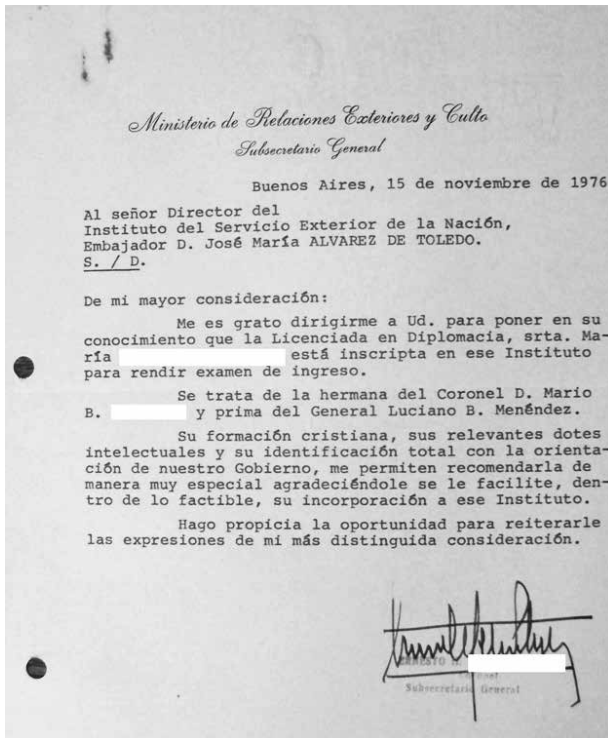 Ministerio de Relaciones Exteriores y Culto
Subsecretario General
Buenos Aires, 15 de noviembre de 1976
Al señor Director del
Instituto del Servicio Exterior de la Nación,
Embajador D. José María ALVAREZ DE TOLEDO.
S. / D.
De mi mayor consideración:
Me es grato dirigirme a Ud. para poner en su
conocimiento que la Licenciada en Diplomacia, srta. Ma-
ría está inscripta en ese Instituto
para rendir examen de ingreso.
Se trata de la hermana del Coronel D. Mario
B. y prima del General Luciano B. Menéndez.
Su formación cristiana, sus relevantes dotes
intelectuales y su identificación total con la orienta-
ción de nuestro Gobierno, me permiten recomendarla de
manera muy especial agradeciéndole se le facilite, den-
tro de lo factible, su incorporación a ese Instituto.
Hago propicia la oportunidad para reiterarle
las expresiones de mi más distinguida consideración.
ERNESTO
Subsecretario General